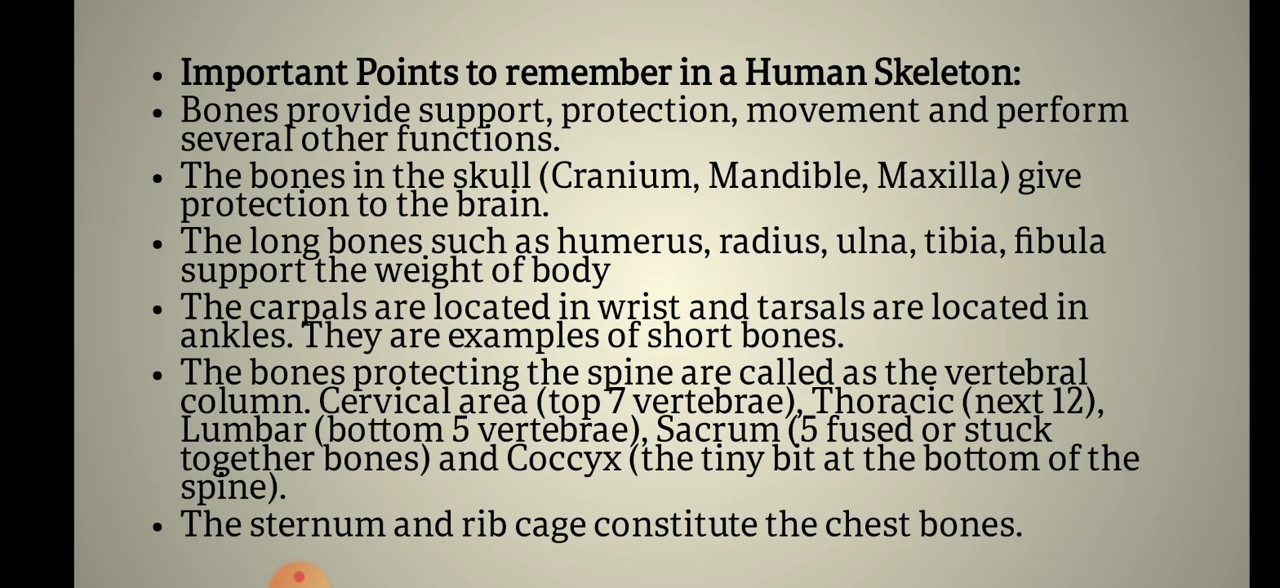 • Important Points to remember in a Human Skeleton:
• Bones provide support, protection, movement and perform
several other functions.
• The bones in the skull (Cranium, Mandible, Maxilla) give
protection to the brain.
• The long bones such as humerus, radius, ulna, tibia, fibula
support the weight of body
• The carpals are located in wrist and tarsals are located in
ankles. They are examples of short bones.
• The bones protecting the spine are called as the vertebral
column. Cervical area (top 7 vertebrae), Thoracic (next 12),
Lumbar (bottom 5 vertebrae), Sacrum (5 fused or stuck
together bones) and Coccyx (the tiny bit at the bottom of the
spine).
• The sternum and rib cage constitute the chest bones.